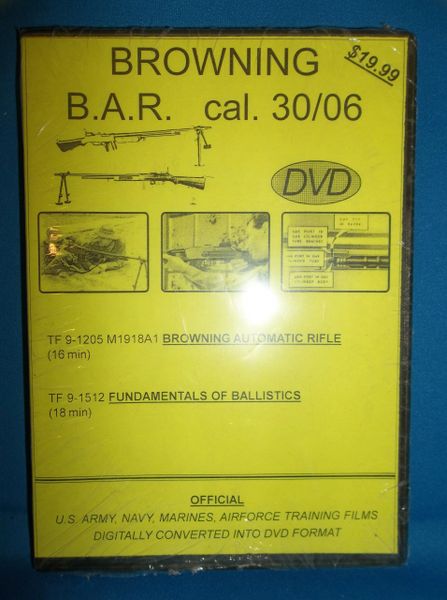 $19.99
BROWNING
B.A.R. cal. 30/06
DVD
TF 9-1205 M1918A1 BROWNING AUTOMATIC RIFLE
(16 min)
TF 9-1512 FUNDAMENTALS OF BALLISTICS
(18 min)
OFFICIAL
U.S. ARMY, NAVY, MARINES, AIRFORCE TRAINING FILMS
DIGITALLY CONVERTED INTO DVD FORMAT